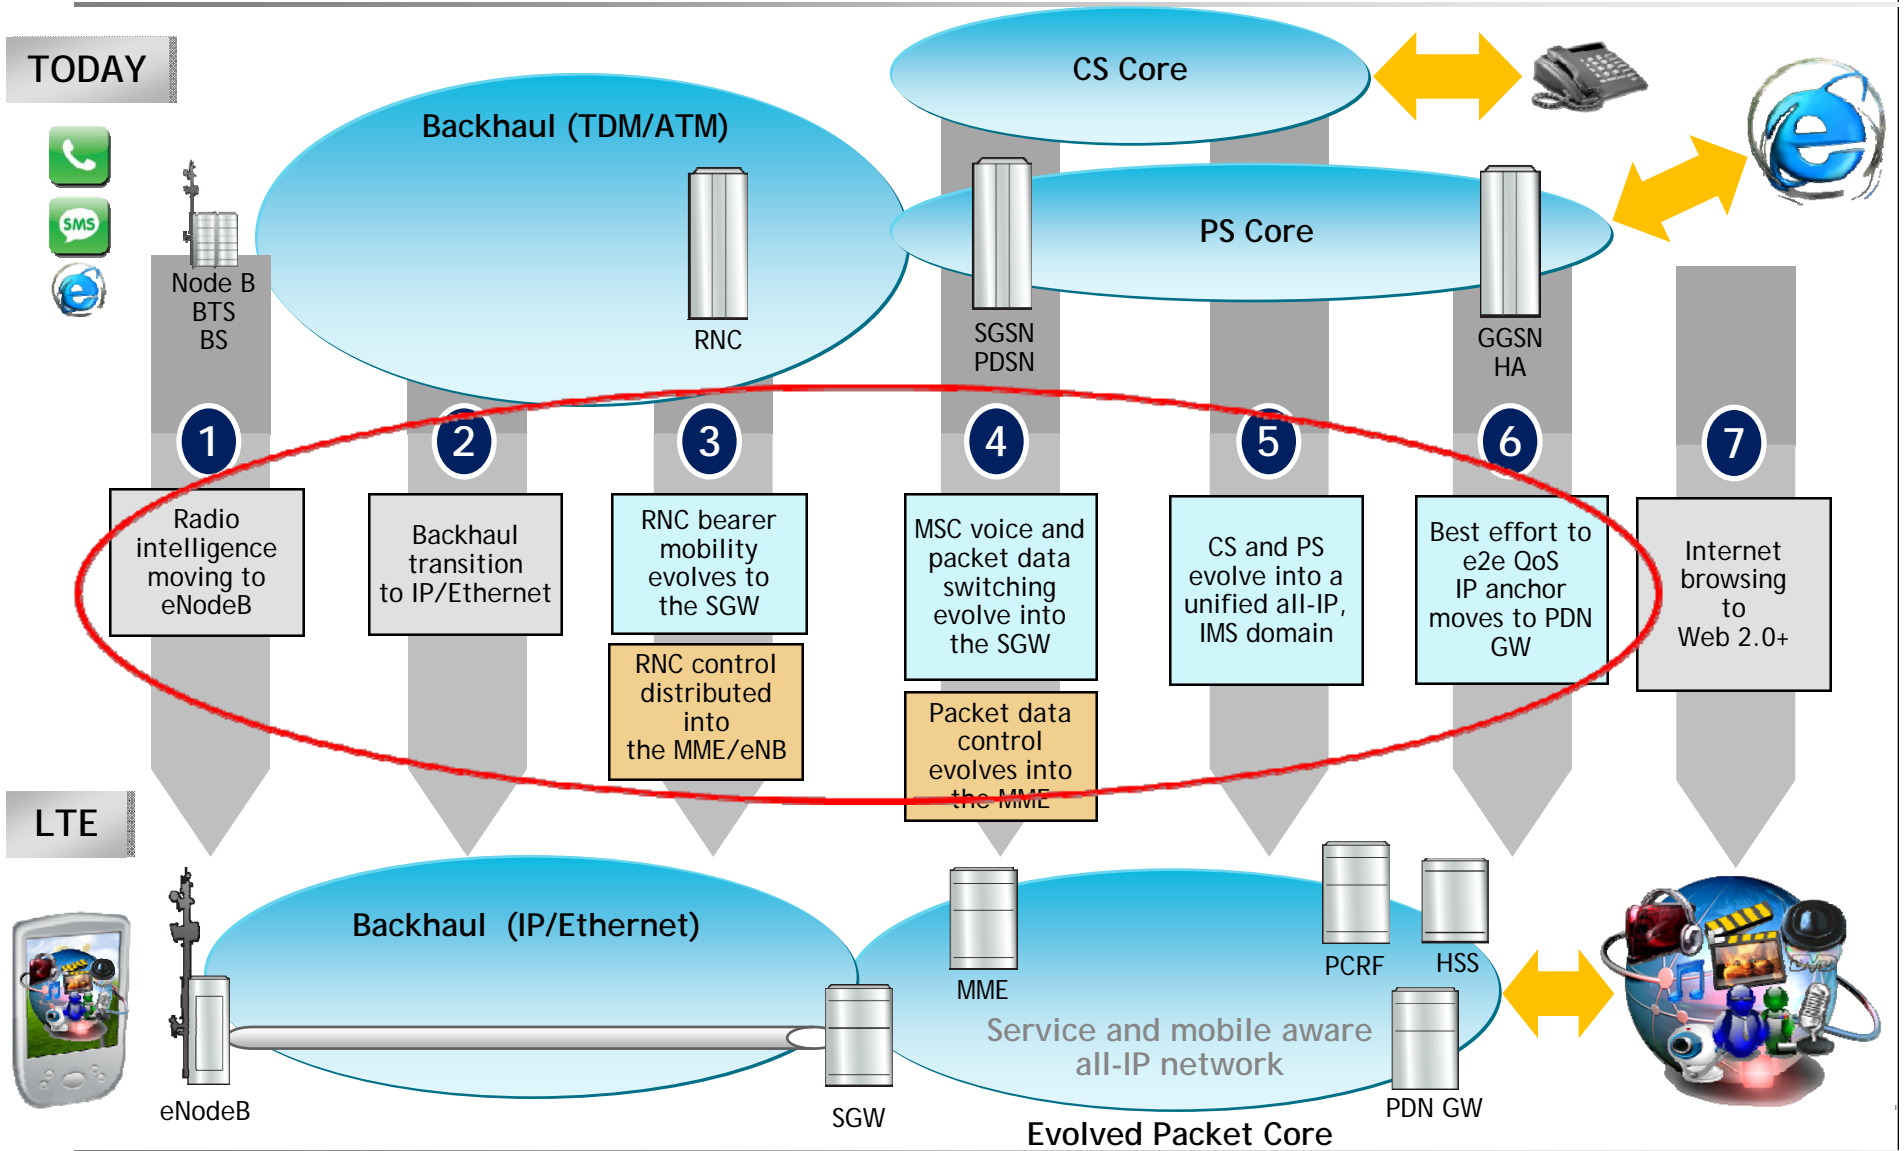 TODAY
CS Core
Backhaul (TDM/ATM)
SMS
PS Core
Node B
BTS
BS
RNC
SGSN
PDSN
GGSN
HA
1
2
3
4
5
6
7
Radio
intelligence
moving to
eNodeB
Backhaul
transition
to IP/Ethernet
RNC bearer
mobility
evolves to
the SGW
RNC control
distributed
into
the MME/eNB
MSC voice and
packet data
switching
evolve into
the SGW
Packet data
control
evolves into
the MME
CS and PS
evolve into a
unified all-IP,
IMS domain
Best effort to
e2e QoS
IP anchor
moves to PDN
GW
Internet
browsing
to
Web 2.0+
LTE
Backhaul (IP/Ethernet)
MME
PCRF
HSS
DVD
Service and mobile aware
all-IP network
eNodeB
SGW
PDN GW
Evolved Packet Core